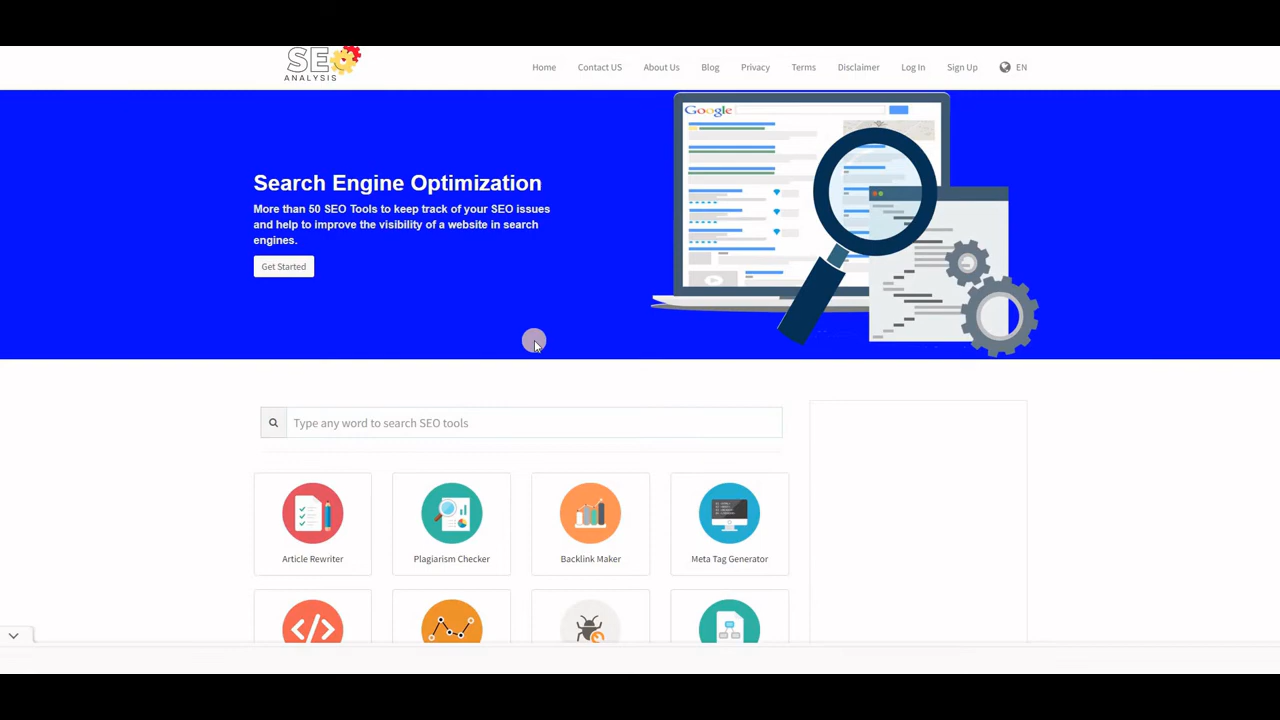 SE
ANALYSIS
Home
Contact US
About Us
Blog
Privacy
Terms
Disclaimer
Log In
Sign Up
EN
Google
Search Engine Optimization
More than 50 SEO Tools to keep track of your SEO issues
and help to improve the visibility of a website in search
engines.
Get Started
Type any word to search SEO tools
Article Rewriter
Plagiarism Checker
Backlink Maker
Meta Tag Generator